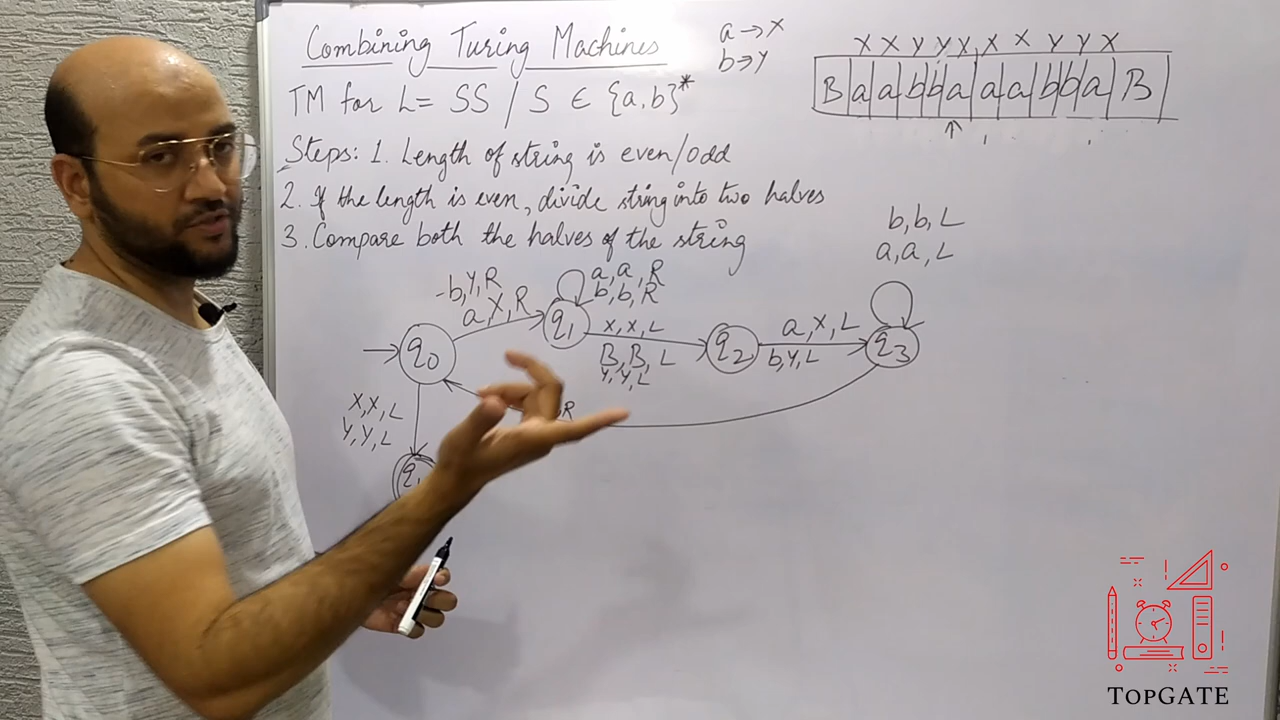 Combining Turing Machines
a → X
b → Y
X X Y Y X X X Y Y X
B a a b b a a a b b a B
TM for L = SS / S ∈ {a,b}*
Steps: 1. Length of string is even/odd
2. If the length is even, divide string into two halves
3. Compare both the halves of the string
b, b, L
a, a, L
b, Y, R
a, X, R
a, a, R
b, b, R
q0
q1
X, X, L
B, B, L
Y, Y, L
q2
a, X, L
b, Y, L
q3
R
X, X, L
Y, Y, L
TOPGATE